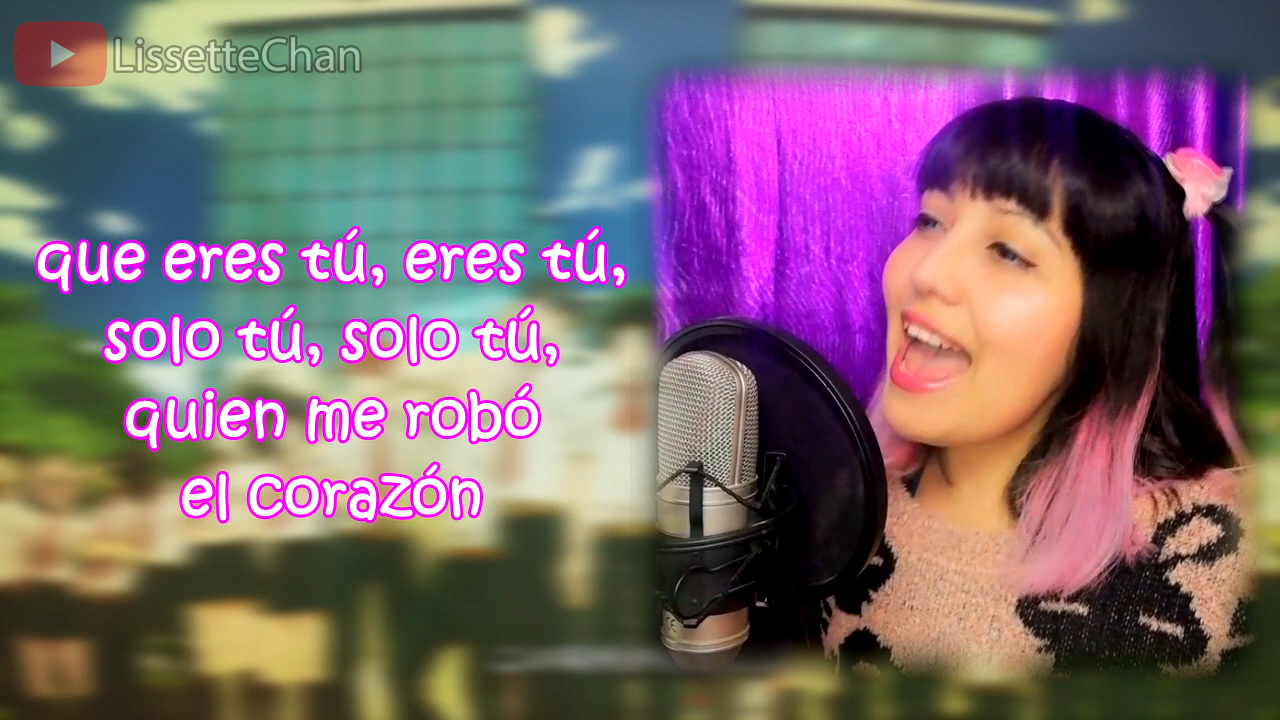 LissetteChan
que eres tú, eres tú,
solo tú, solo tú,
quien me robó
el corazón